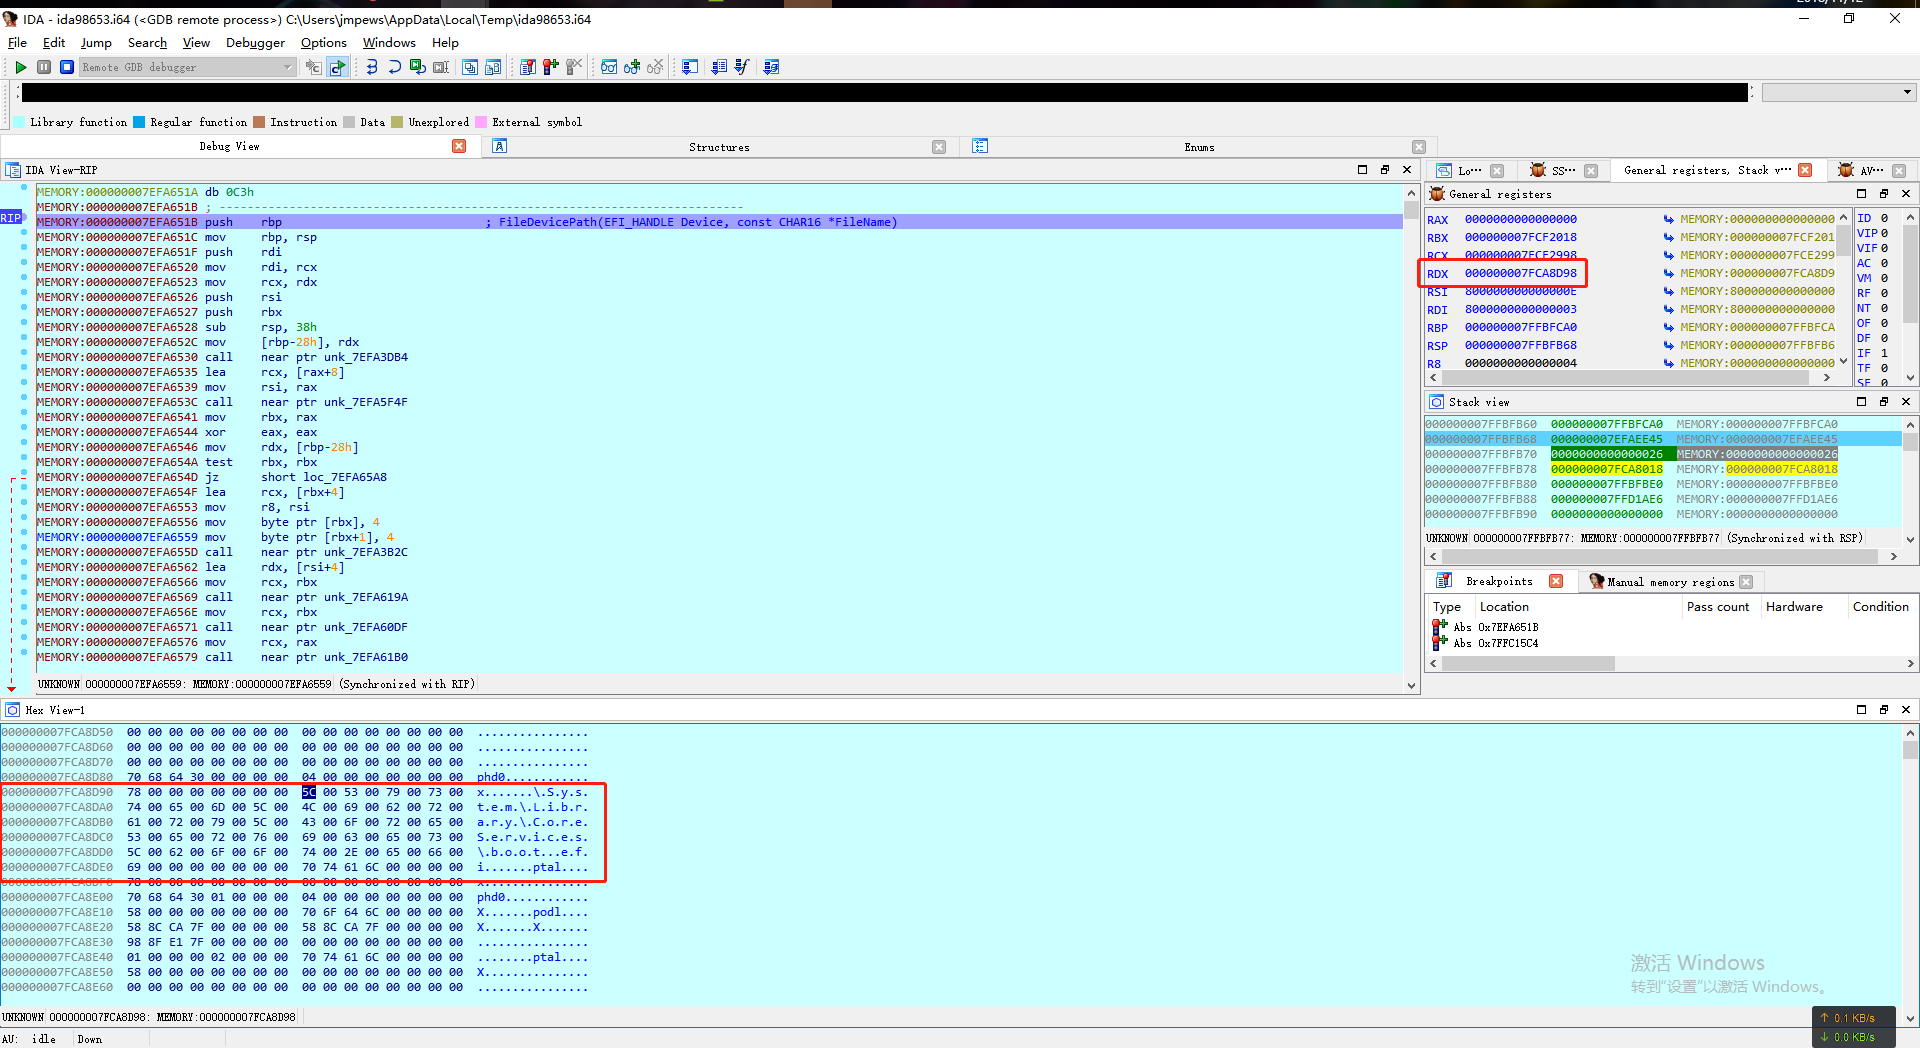 IDA - ida98653.i64 (<GDB remote process>) C:\Users\jmpews\AppData\Local\Temp\ida98653.i64
File Edit Jump Search View Debugger Options Windows Help
Remote GDB debugger
Library function Regular function Instruction Data Unexplored External symbol
Debug View Structures Enums
IDA View-RIP
MEMORY:000000007EFA651A db 0C3h
MEMORY:000000007EFA651B ; ---------------------------------------------------------------------------
RIP MEMORY:000000007EFA651B push rbp ; FileDevicePath(EFI_HANDLE Device, const CHAR16 *FileName)
MEMORY:000000007EFA651C mov rbp, rsp
MEMORY:000000007EFA651F push rdi
MEMORY:000000007EFA6520 mov rdi, rcx
MEMORY:000000007EFA6523 mov rcx, rdx
MEMORY:000000007EFA6526 push rsi
MEMORY:000000007EFA6527 push rbx
MEMORY:000000007EFA6528 sub rsp, 38h
MEMORY:000000007EFA652C mov [rbp-28h], rdx
MEMORY:000000007EFA6530 call near ptr unk_7EFA3DB4
MEMORY:000000007EFA6535 lea rcx, [rax+8]
MEMORY:000000007EFA6539 mov rsi, rax
MEMORY:000000007EFA653C call near ptr unk_7EFA5F4F
MEMORY:000000007EFA6541 mov rbx, rax
MEMORY:000000007EFA6544 xor eax, eax
MEMORY:000000007EFA6546 mov rdx, [rbp-28h]
MEMORY:000000007EFA654A test rbx, rbx
MEMORY:000000007EFA654D jz short loc_7EFA65A8
MEMORY:000000007EFA654F lea rcx, [rbx+4]
MEMORY:000000007EFA6553 mov r8, rsi
MEMORY:000000007EFA6556 mov byte ptr [rbx], 4
MEMORY:000000007EFA6559 mov byte ptr [rbx+1], 4
MEMORY:000000007EFA655D call near ptr unk_7EFA3B2C
MEMORY:000000007EFA6562 lea rdx, [rsi+4]
MEMORY:000000007EFA6566 mov rcx, rbx
MEMORY:000000007EFA6569 call near ptr unk_7EFA619A
MEMORY:000000007EFA656E mov rcx, rbx
MEMORY:000000007EFA6571 call near ptr unk_7EFA60DF
MEMORY:000000007EFA6576 mov rcx, rax
MEMORY:000000007EFA6579 call near ptr unk_7EFA61B0
UNKNOWN 000000007EFA6559: MEMORY:000000007EFA6559 (Synchronized with RIP)
Lo··· SS··· General registers, Stack v··· AV···
General registers
RAX 0000000000000000 MEMORY:0000000000000000
RBX 000000007FCF2018 MEMORY:000000007FCF201
RCX 000000007FCE2998 MEMORY:000000007FCE299
RDX 000000007FCA8D98 MEMORY:000000007FCA8D9
RSI 800000000000000E MEMORY:800000000000000
RDI 8000000000000003 MEMORY:800000000000000
RBP 000000007FFBFCA0 MEMORY:000000007FFBFCA
RSP 000000007FFBFB68 MEMORY:000000007FFBFB6
R8 0000000000000004 MEMORY:000000000000000
ID 0
VIP 0
VIF 0
AC 0
VM 0
RF 0
NT 0
OF 0
DF 0
IF 1
TF 0
SF 0
Stack view
000000007FFBFB60 000000007FFBFCA0 MEMORY:000000007FFBFCA0
000000007FFBFB68 000000007EFAEE45 MEMORY:000000007EFAEE45
000000007FFBFB70 0000000000000026 MEMORY:0000000000000026
000000007FFBFB78 000000007FCA8018 MEMORY:000000007FCA8018
000000007FFBFB80 000000007FFBFBE0 MEMORY:000000007FFBFBE0
000000007FFBFB88 000000007FFD1AE6 MEMORY:000000007FFD1AE6
000000007FFBFB90 0000000000000000 MEMORY:0000000000000000
UNKNOWN 000000007FFBFB77: MEMORY:000000007FFBFB77 (Synchronized with RSP)
Breakpoints Manual memory regions
Type Location Pass count Hardware Condition
Abs 0x7EFA651B
Abs 0x7FFC15C4
Hex View-1
000000007FCA8D50 00 00 00 00 00 00 00 00 00 00 00 00 00 00 00 00 ................
000000007FCA8D60 00 00 00 00 00 00 00 00 00 00 00 00 00 00 00 00 ................
000000007FCA8D70 00 00 00 00 00 00 00 00 00 00 00 00 00 00 00 00 ................
000000007FCA8D80 70 68 64 30 00 00 00 00 04 00 00 00 00 00 00 00 phd0............
000000007FCA8D90 78 00 00 00 00 00 00 00 5C 00 53 00 79 00 73 00 x.......\.S.y.s.
000000007FCA8DA0 74 00 65 00 6D 00 5C 00 4C 00 69 00 62 00 72 00 t.e.m.\.L.i.b.r.
000000007FCA8DB0 61 00 72 00 79 00 5C 00 43 00 6F 00 72 00 65 00 a.r.y.\.C.o.r.e.
000000007FCA8DC0 53 00 65 00 72 00 76 00 69 00 63 00 65 00 73 00 S.e.r.v.i.c.e.s.
000000007FCA8DD0 5C 00 62 00 6F 00 6F 00 74 00 2E 00 65 00 66 00 \.b.o.o.t...e.f.
000000007FCA8DE0 69 00 00 00 00 00 00 00 70 74 61 6C 00 00 00 00 i.......ptal....
000000007FCA8DF0 78 00 00 00 00 00 00 00 00 00 00 00 00 00 00 00 x...............
000000007FCA8E00 70 68 64 30 01 00 00 00 04 00 00 00 00 00 00 00 phd0............
000000007FCA8E10 58 00 00 00 00 00 00 00 70 6F 64 6C 00 00 00 00 X.......podl....
000000007FCA8E20 58 8C CA 7F 00 00 00 00 58 8C CA 7F 00 00 00 00 X.......X.......
000000007FCA8E30 98 8F E1 7F 00 00 00 00 00 00 00 00 00 00 00 00 ................
000000007FCA8E40 01 00 00 00 02 00 00 00 70 74 61 6C 00 00 00 00 ........ptal....
000000007FCA8E50 58 00 00 00 00 00 00 00 00 00 00 00 00 00 00 00 X...............
000000007FCA8E60 00 00 00 00 00 00 00 00 00 00 00 00 00 00 00 00 ................
UNKNOWN 000000007FCA8D98: MEMORY:000000007FCA8D98
激活 Windows
转到"设置"以激活 Windows。
↑ 0.1 KB/s
↓ 0.0 KB/s
AU: idle Down